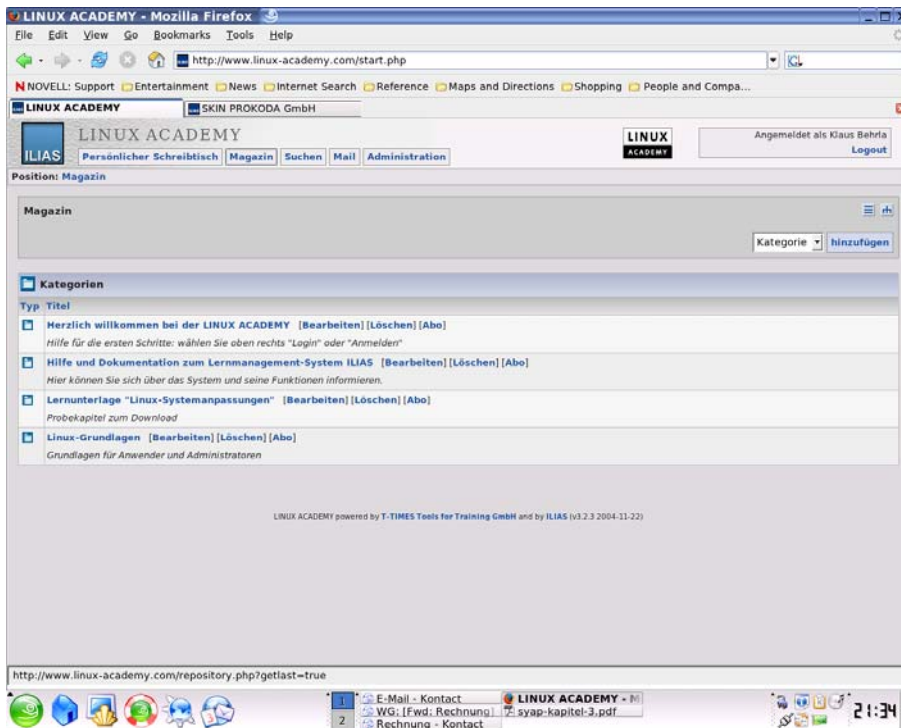 LINUX ACADEMY - Mozilla Firefox
File Edit View Go Bookmarks Tools Help
http://www.linux-academy.com/start.php
NOVELL: Support Entertainment News Internet Search Reference Maps and Directions Shopping People and Compa...
LINUX ACADEMY SKIN PROKODA GmbH
ILIAS
LINUX ACADEMY
Persönlicher Schreibtisch Magazin Suchen Mail Administration
LINUX
ACADEMY
Angemeldet als Klaus Behrla
Logout
Position: Magazin
Magazin
Kategorie hinzufügen
Kategorien
Typ Titel
Herzlich willkommen bei der LINUX ACADEMY [Bearbeiten] [Löschen] [Abo]
Hilfe für die ersten Schritte: wählen Sie oben rechts "Login" oder "Anmelden"
Hilfe und Dokumentation zum Lernmanagement-System ILIAS [Bearbeiten] [Löschen] [Abo]
Hier können Sie sich über das System und seine Funktionen informieren.
Lernunterlage "Linux-Systemanpassungen" [Bearbeiten] [Löschen] [Abo]
Probekapitel zum Download
Linux-Grundlagen [Bearbeiten] [Löschen] [Abo]
Grundlagen für Anwender und Administratoren
LINUX ACADEMY powered by T-TIMES Tools for Training GmbH and by ILIAS (v3.2.3 2004-11-22)
http://www.linux-academy.com/repository.php?getlast=true
1 E-Mail - Kontact LINUX ACADEMY - M
WG: [Fwd: Rechnung] syap-kapitel-3.pdf
2 Rechnung - Kontact
21:34